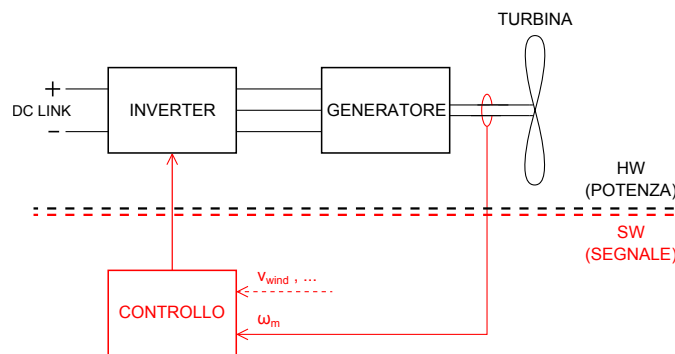 TURBINA
+
DC LINK
−
INVERTER
GENERATORE
HW
(POTENZA)
SW
(SEGNALE)
v_wind , ...
CONTROLLO
ω_m